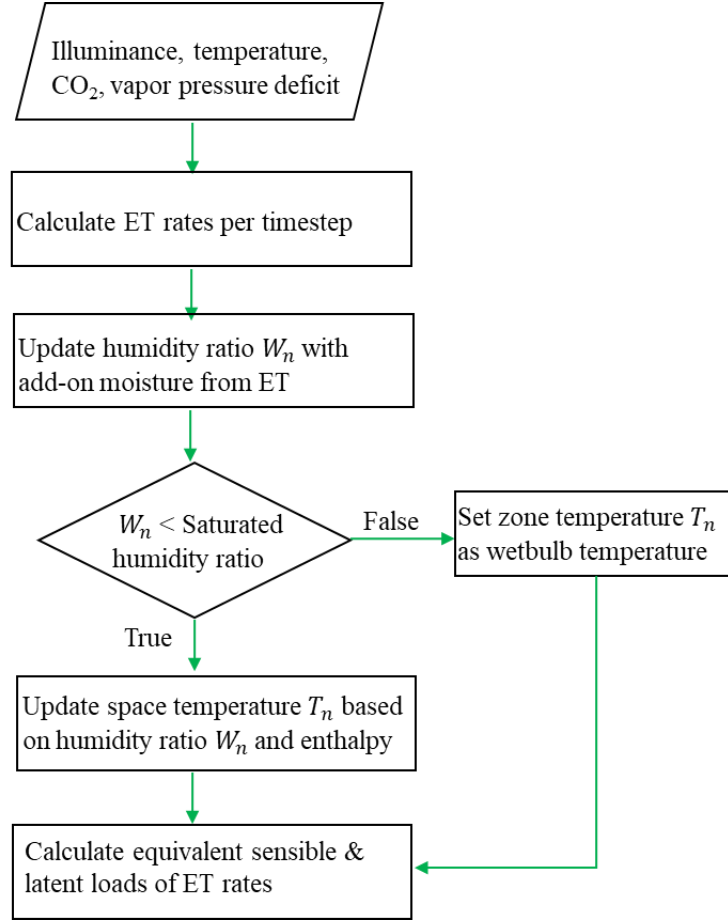 Illuminance, temperature,
CO₂, vapor pressure deficit
Calculate ET rates per timestep
Update humidity ratio Wₙ with
add-on moisture from ET
Wₙ < Saturated
humidity ratio
False
Set zone temperature Tₙ
as wetbulb temperature
True
Update space temperature Tₙ based
on humidity ratio Wₙ and enthalpy
Calculate equivalent sensible &
latent loads of ET rates